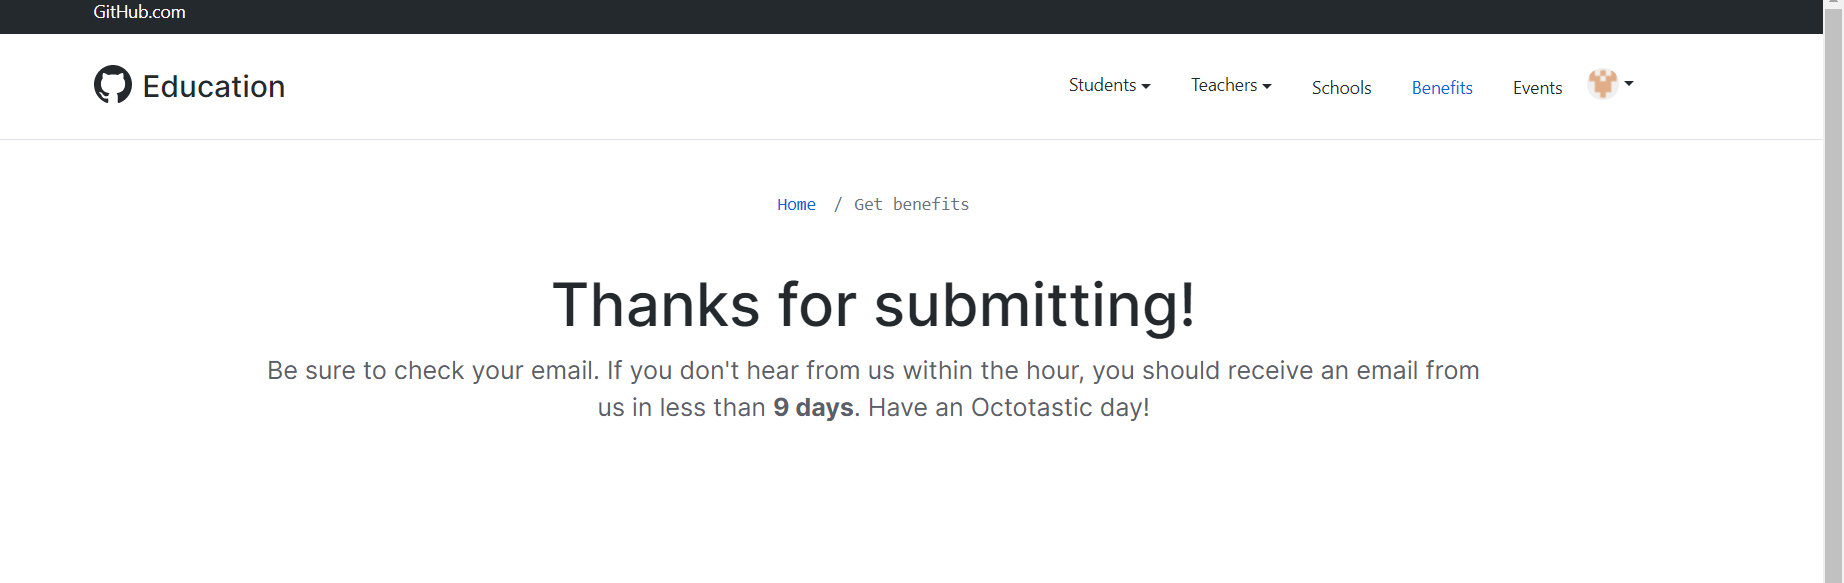 GitHub.com
Education
Students Teachers Schools Benefits Events
Home / Get benefits
Thanks for submitting!
Be sure to check your email. If you don't hear from us within the hour, you should receive an email from
us in less than 9 days. Have an Octotastic day!